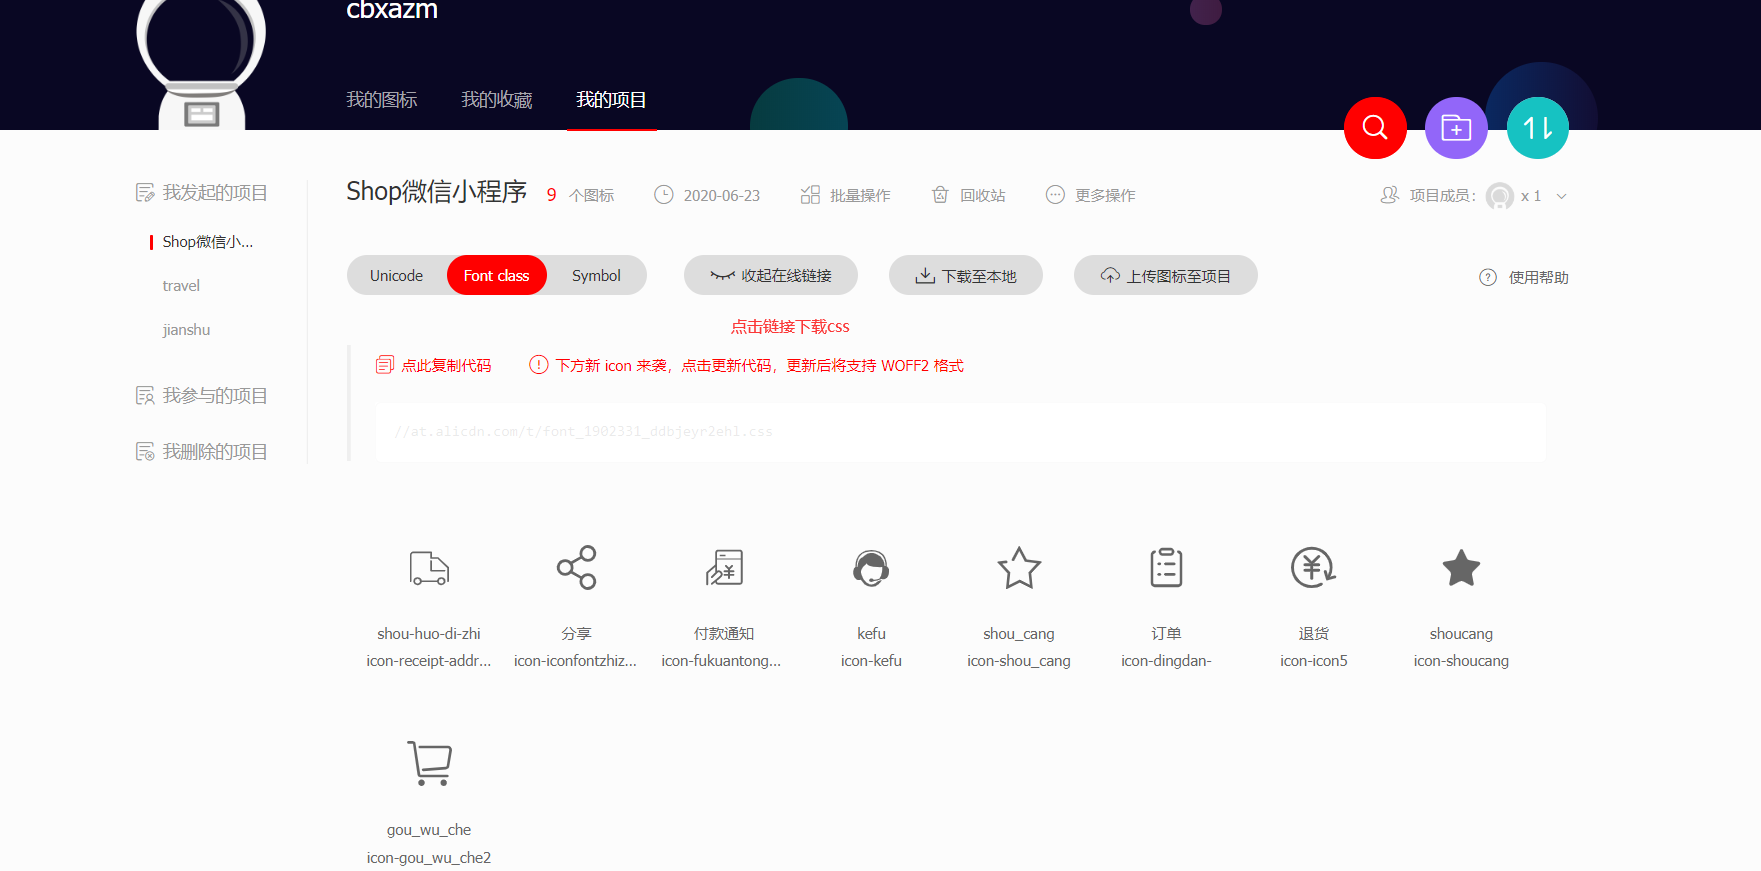 cbxazm
我的图标 我的收藏 我的项目
我发起的项目
Shop微信小...
travel
jianshu
我参与的项目
我删除的项目
Shop微信小程序 9 个图标 2020-06-23 批量操作 回收站 更多操作 项目成员： x 1
Unicode Font class Symbol 收起在线链接 下载至本地 上传图标至项目 使用帮助
点击链接下载css
点此复制代码 下方新 icon 来袭，点击更新代码，更新后将支持 WOFF2 格式
//at.alicdn.com/t/font_1902331_ddbjeyr2ehl.css
shou-huo-di-zhi 分享 付款通知 kefu shou_cang 订单 退货 shoucang
icon-receipt-addr... icon-iconfontzhiz... icon-fukuantong... icon-kefu icon-shou_cang icon-dingdan- icon-icon5 icon-shoucang
gou_wu_che
icon-gou_wu_che2